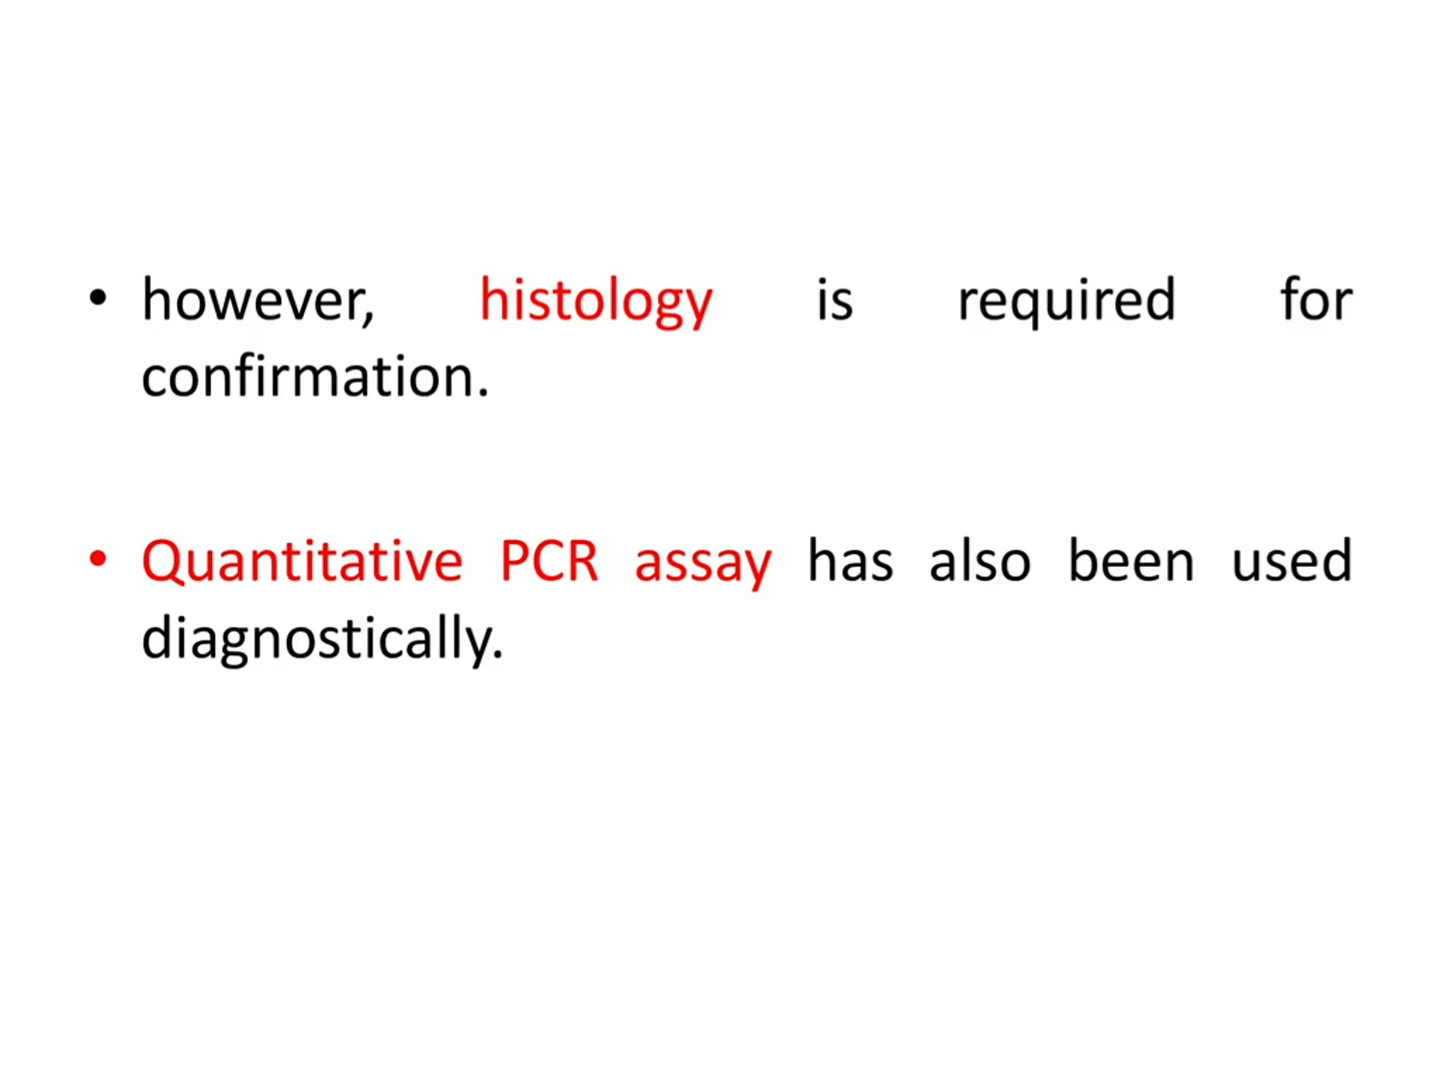 • however, histology is required for
confirmation.
• Quantitative PCR assay has also been used
diagnostically.